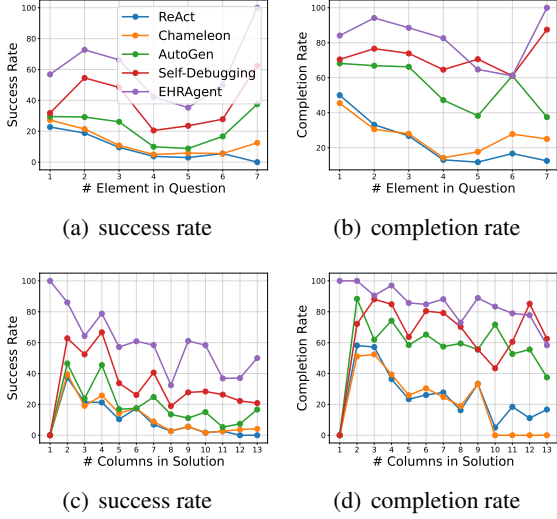 100
80
60
40
20
0
Success Rate
1 2 3 4 5 6 7
# Element in Question
ReAct
Chameleon
AutoGen
Self-Debugging
EHRAgent
(a) success rate
100
80
60
40
20
Completion Rate
1 2 3 4 5 6 7
# Element in Question
(b) completion rate
100
80
60
40
20
0
Success Rate
1 2 3 4 5 6 7 8 9 10 11 12 13
# Columns in Solution
(c) success rate
100
80
60
40
20
0
Completion Rate
1 2 3 4 5 6 7 8 9 10 11 12 13
# Columns in Solution
(d) completion rate